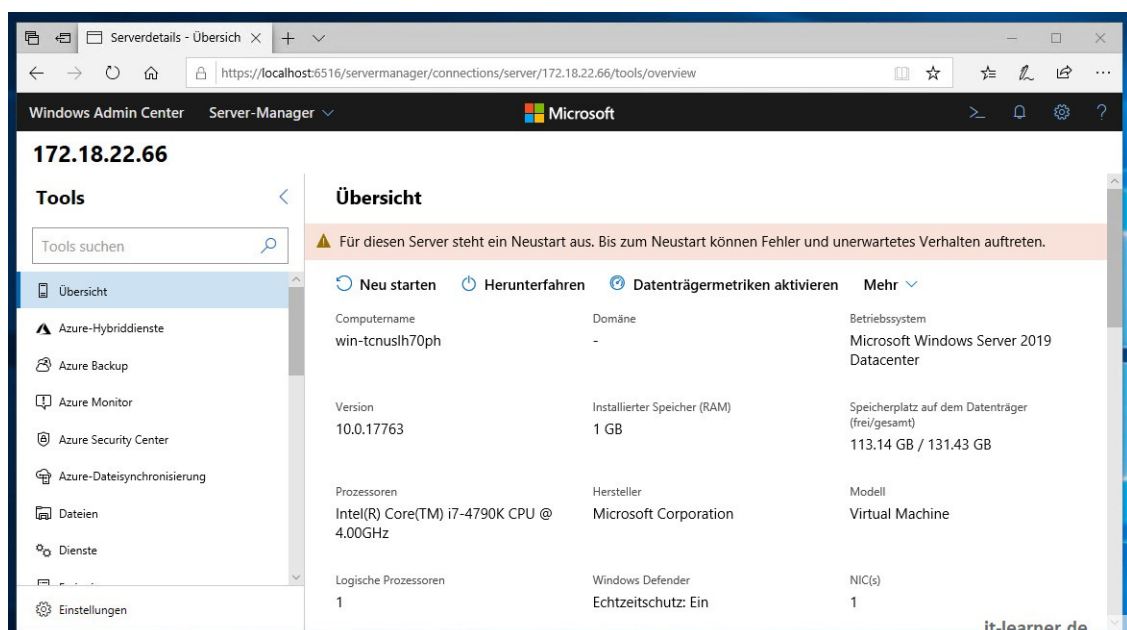 Serverdetails - Übersich
https://localhost:6516/servermanager/connections/server/172.18.22.66/tools/overview
Windows Admin Center
Server-Manager
Microsoft
172.18.22.66
Tools
Tools suchen
Übersicht
Azure-Hybriddienste
Azure Backup
Azure Monitor
Azure Security Center
Azure-Dateisynchronisierung
Dateien
Dienste
Einstellungen
Übersicht
Für diesen Server steht ein Neustart aus. Bis zum Neustart können Fehler und unerwartetes Verhalten auftreten.
Neu starten
Herunterfahren
Datenträgermetriken aktivieren
Mehr
Computername
win-tcnuslh70ph
Domäne
-
Betriebssystem
Microsoft Windows Server 2019
Datacenter
Version
10.0.17763
Installierter Speicher (RAM)
1 GB
Speicherplatz auf dem Datenträger
(frei/gesamt)
113.14 GB / 131.43 GB
Prozessoren
Intel(R) Core(TM) i7-4790K CPU @
4.00GHz
Hersteller
Microsoft Corporation
Modell
Virtual Machine
Logische Prozessoren
1
Windows Defender
Echtzeitschutz: Ein
NIC(s)
1
it-learner.de